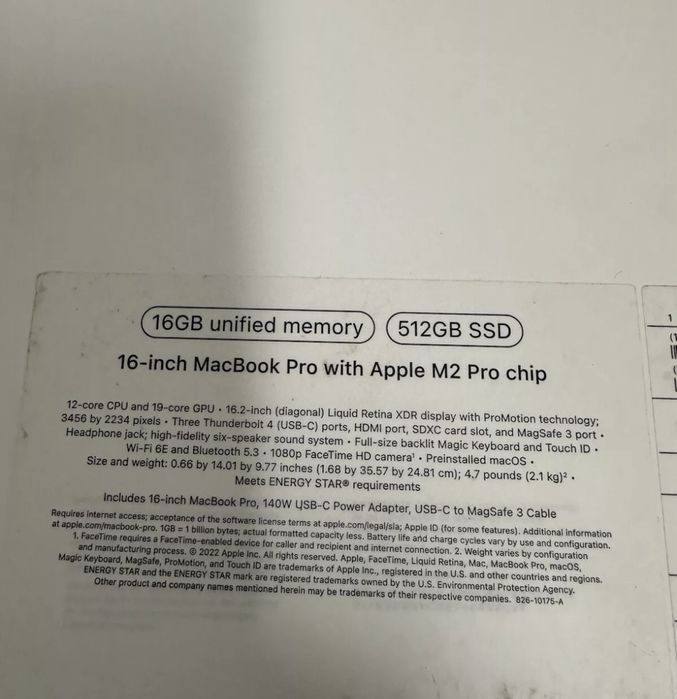 16GB unified memory 512GB SSD
16-inch MacBook Pro with Apple M2 Pro chip
12-core CPU and 19-core GPU • 16.2-inch (diagonal) Liquid Retina XDR display with ProMotion technology;
3456 by 2234 pixels • Three Thunderbolt 4 (USB-C) ports, HDMI port, SDXC card slot, and MagSafe 3 port •
Headphone jack; high-fidelity six-speaker sound system • Full-size backlit Magic Keyboard and Touch ID •
Wi-Fi 6E and Bluetooth 5.3 • 1080p FaceTime HD camera¹ • Preinstalled macOS •
Size and weight: 0.66 by 14.01 by 9.77 inches (1.68 by 35.57 by 24.81 cm); 4.7 pounds (2.1 kg)² •
Meets ENERGY STAR® requirements
Includes 16-inch MacBook Pro, 140W USB-C Power Adapter, USB-C to MagSafe 3 Cable
Requires internet access; acceptance of the software license terms at apple.com/legal/sla; Apple ID (for some features). Additional information
at apple.com/macbook-pro. 1GB = 1 billion bytes; actual formatted capacity less. Battery life and charge cycles vary by use and configuration.
1. FaceTime requires a FaceTime-enabled device for caller and recipient and internet connection. 2. Weight varies by configuration
and manufacturing process. © 2022 Apple Inc. All rights reserved. Apple, FaceTime, Liquid Retina, Mac, MacBook Pro, macOS,
Magic Keyboard, MagSafe, ProMotion, and Touch ID are trademarks of Apple Inc., registered in the U.S. and other countries and regions.
ENERGY STAR and the ENERGY STAR mark are registered trademarks owned by the U.S. Environmental Protection Agency.
Other product and company names mentioned herein may be trademarks of their respective companies. 826-10175-A
1
(1
(